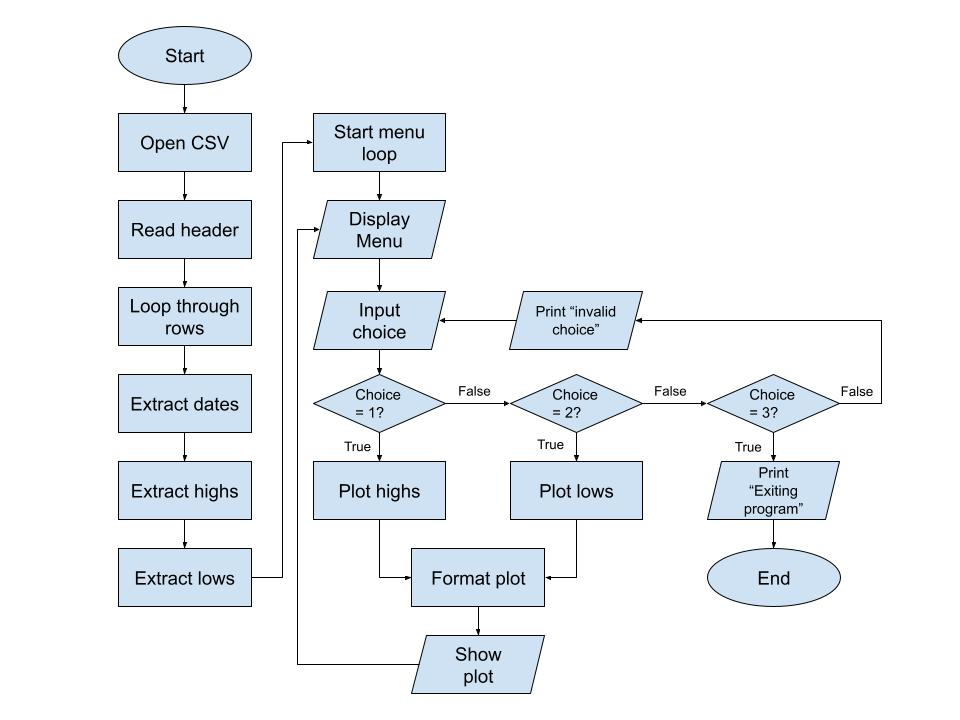 Start
Open CSV
Read header
Loop through
rows
Extract dates
Extract highs
Extract lows
Start menu
loop
Display
Menu
Input
choice
Print “invalid
choice”
Choice
= 1?
False
Choice
= 2?
False
Choice
= 3?
False
True
True
True
Plot highs
Plot lows
Print
“Exiting
program”
Format plot
End
Show
plot